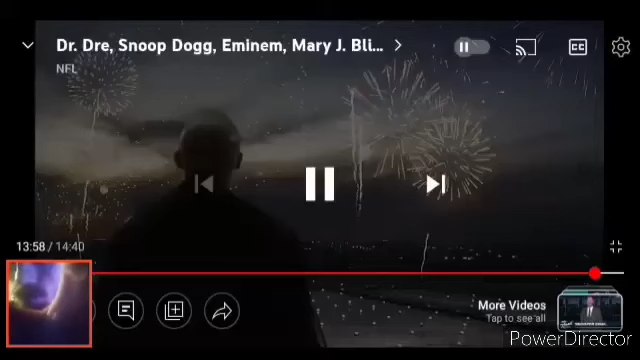 Dr. Dre, Snoop Dogg, Eminem, Mary J. Bli...
NFL
CC
13:58 / 14:40
More Videos
Tap to see all
PowerDirector